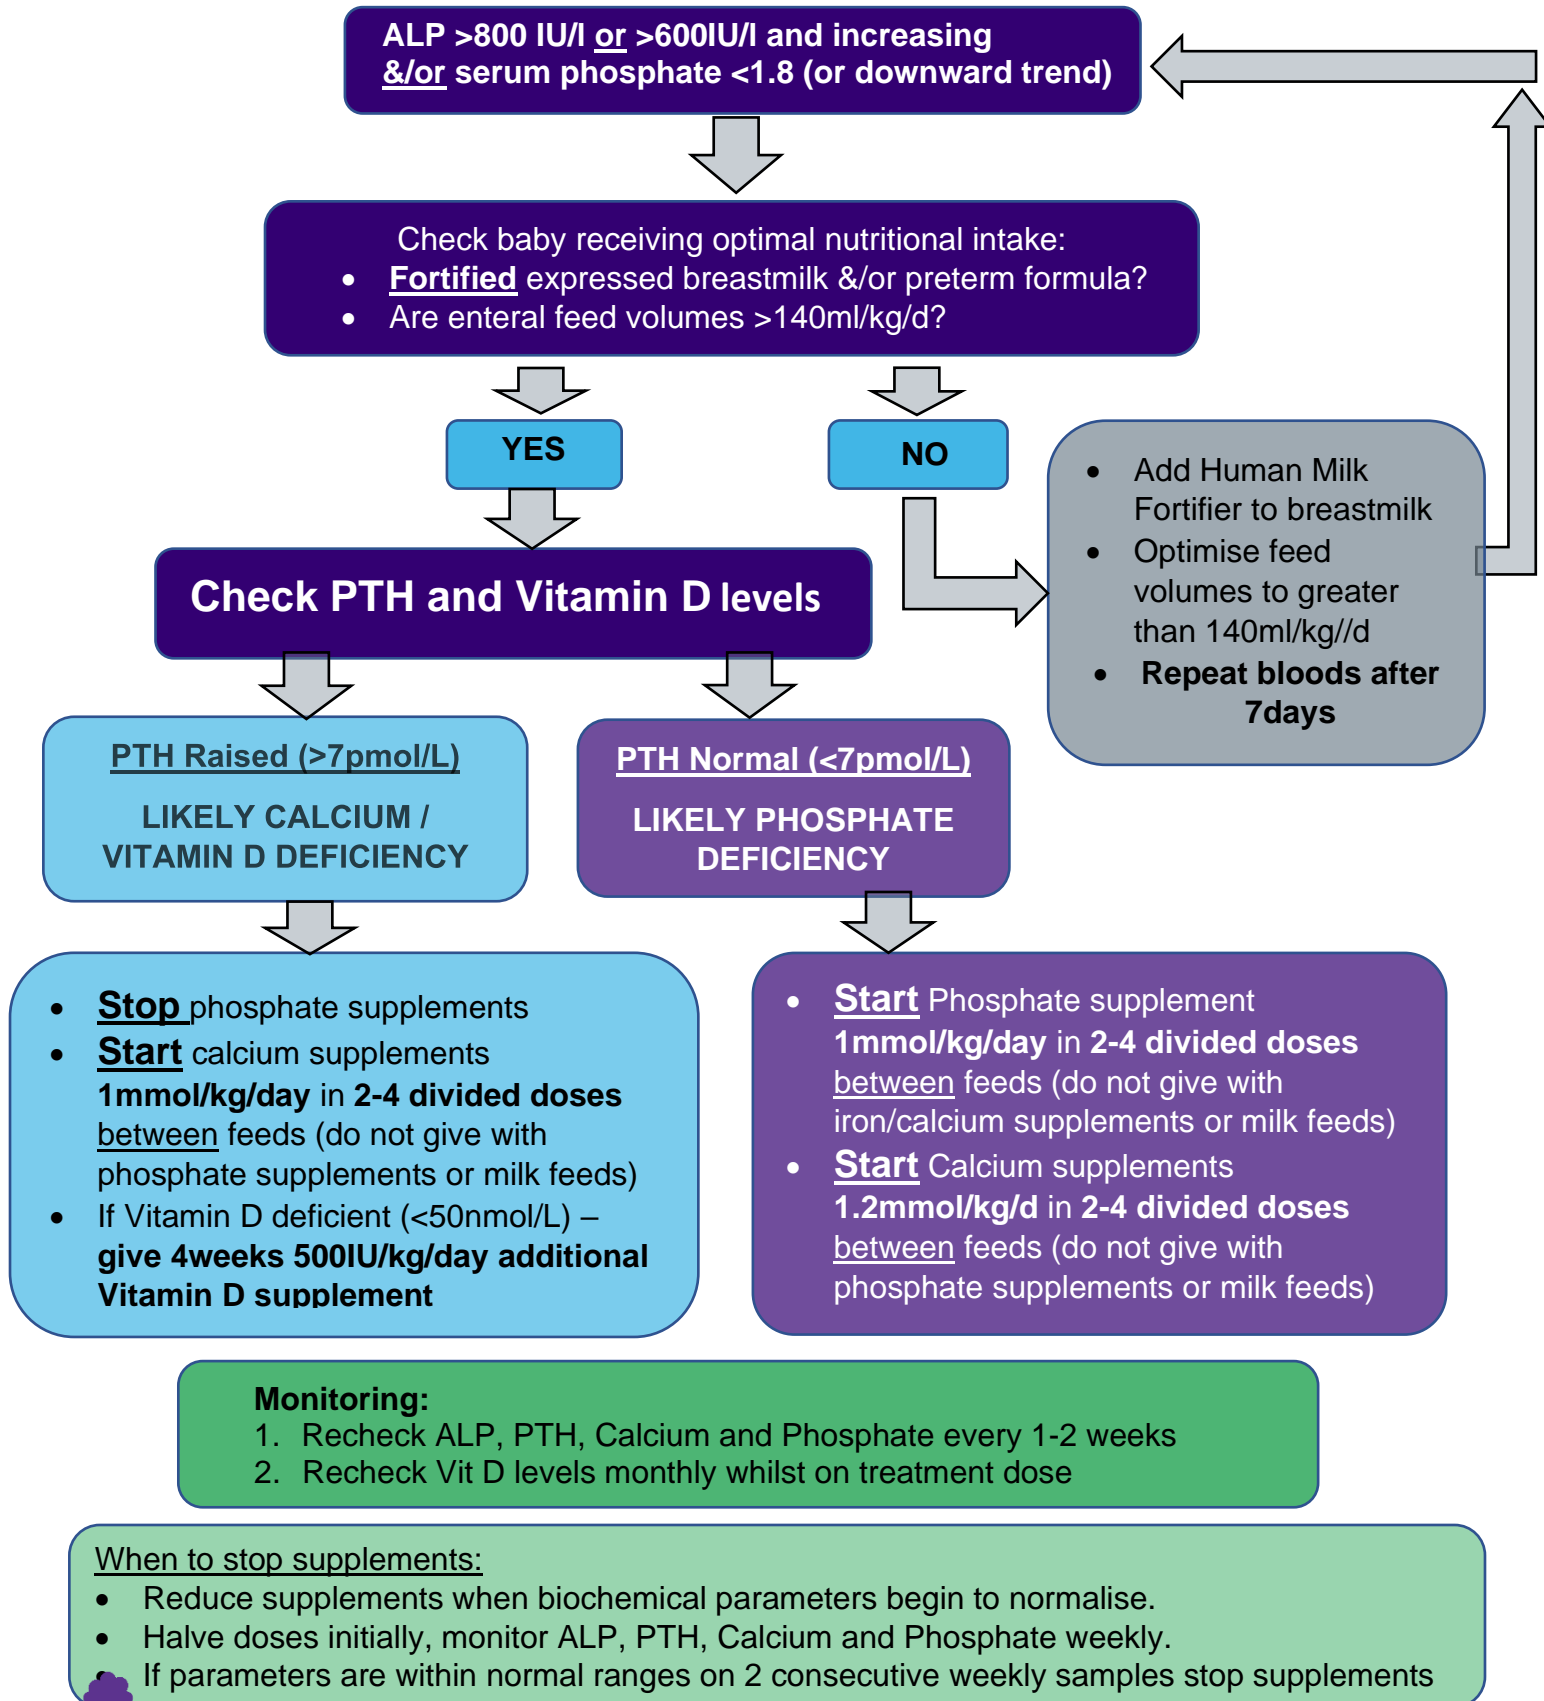 ALP >800 IU/l or >600IU/l and increasing
&/or serum phosphate <1.8 (or downward trend)
Check baby receiving optimal nutritional intake:
• Fortified expressed breastmilk &/or preterm formula?
• Are enteral feed volumes >140ml/kg/d?
YES
NO
• Add Human Milk
Fortifier to breastmilk
• Optimise feed
volumes to greater
than 140ml/kg//d
• Repeat bloods after
7days
Check PTH and Vitamin D levels
PTH Raised (>7pmol/L)
LIKELY CALCIUM /
VITAMIN D DEFICIENCY
PTH Normal (<7pmol/L)
LIKELY PHOSPHATE
DEFICIENCY
• Stop phosphate supplements
• Start calcium supplements
1mmol/kg/day in 2-4 divided doses
between feeds (do not give with
phosphate supplements or milk feeds)
• If Vitamin D deficient (<50nmol/L) –
give 4weeks 500IU/kg/day additional
Vitamin D supplement
• Start Phosphate supplement
1mmol/kg/day in 2-4 divided doses
between feeds (do not give with
iron/calcium supplements or milk feeds)
• Start Calcium supplements
1.2mmol/kg/d in 2-4 divided doses
between feeds (do not give with
phosphate supplements or milk feeds)
Monitoring:
1. Recheck ALP, PTH, Calcium and Phosphate every 1-2 weeks
2. Recheck Vit D levels monthly whilst on treatment dose
When to stop supplements:
• Reduce supplements when biochemical parameters begin to normalise.
• Halve doses initially, monitor ALP, PTH, Calcium and Phosphate weekly.
• If parameters are within normal ranges on 2 consecutive weekly samples stop supplements